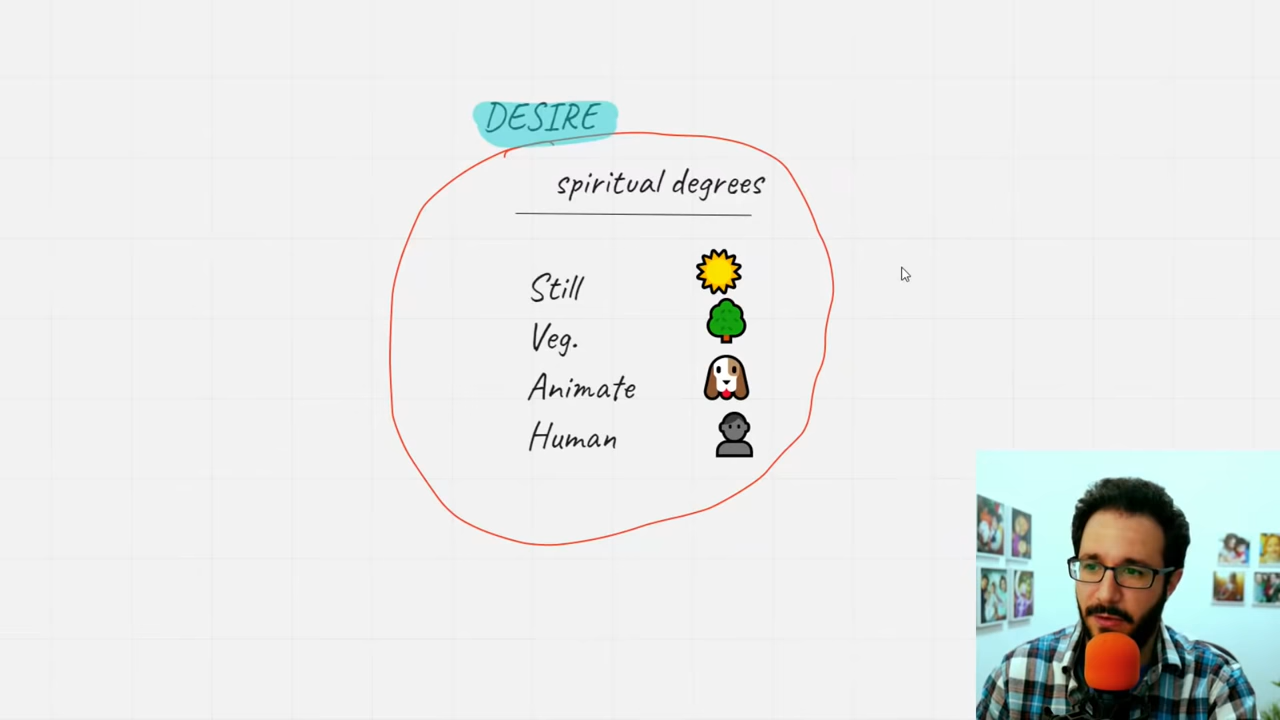 DESIRE
spiritual degrees
Still
Veg.
Animate
Human